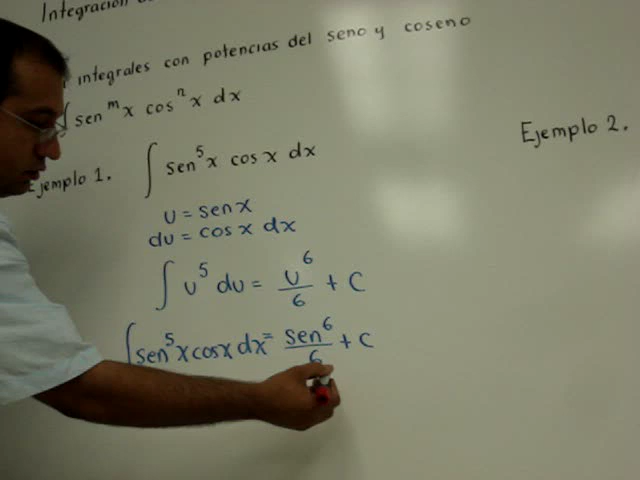 Integración
integrales con potencias del seno y coseno
∫ sen^m x cos^n x dx
Ejemplo 1. ∫ sen^5 x cos x dx
u = sen x
du = cos x dx
∫ u^5 du = u^6/6 + C
∫ sen^5 x cos x dx = sen^6/6 + C
Ejemplo 2.